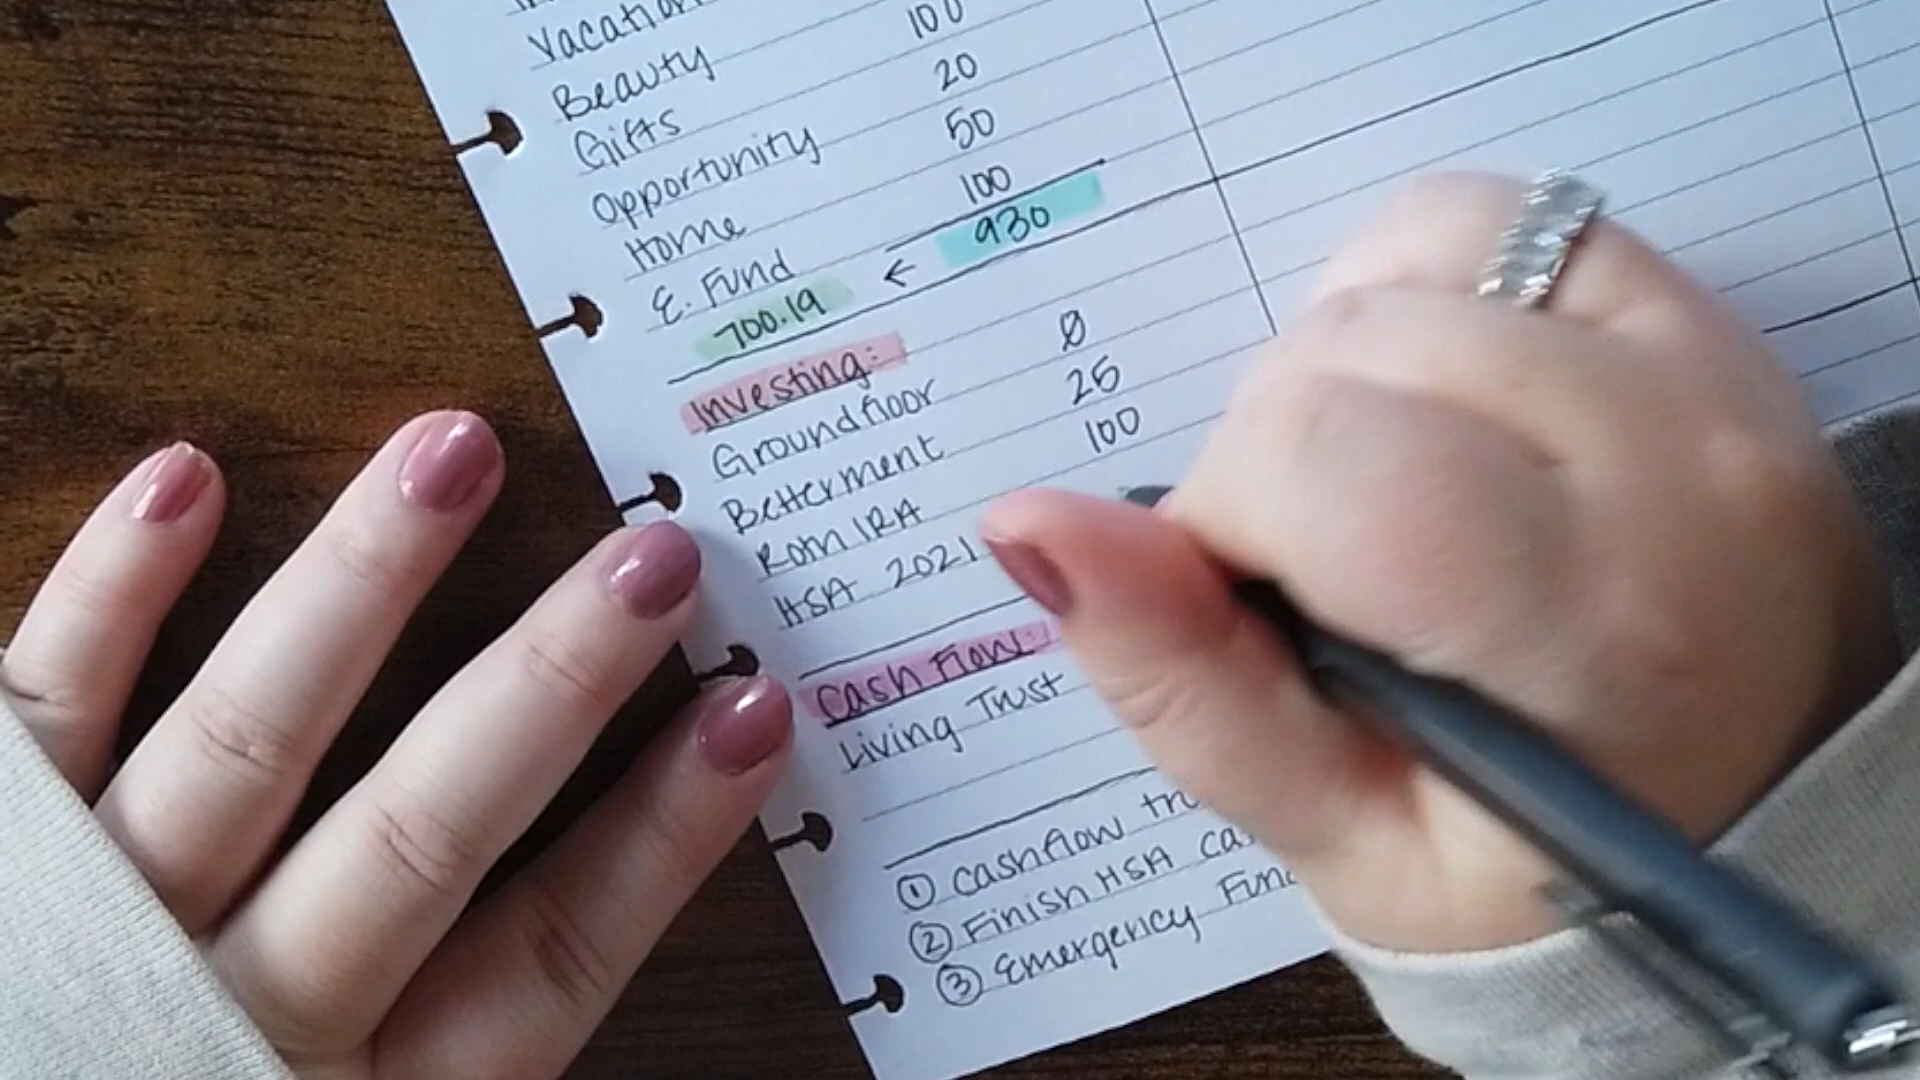 Vacation
Beauty
Gifts 100
Opportunity 20
Home 50
E. Fund 100
700.19 ← 930
Investing:
Groundfloor Ø
Betterment 25
Roth IRA 100
HSA 2021
Cash Flow:
Living Trust
① Cashflow
② Finish HSA
③ Emergency